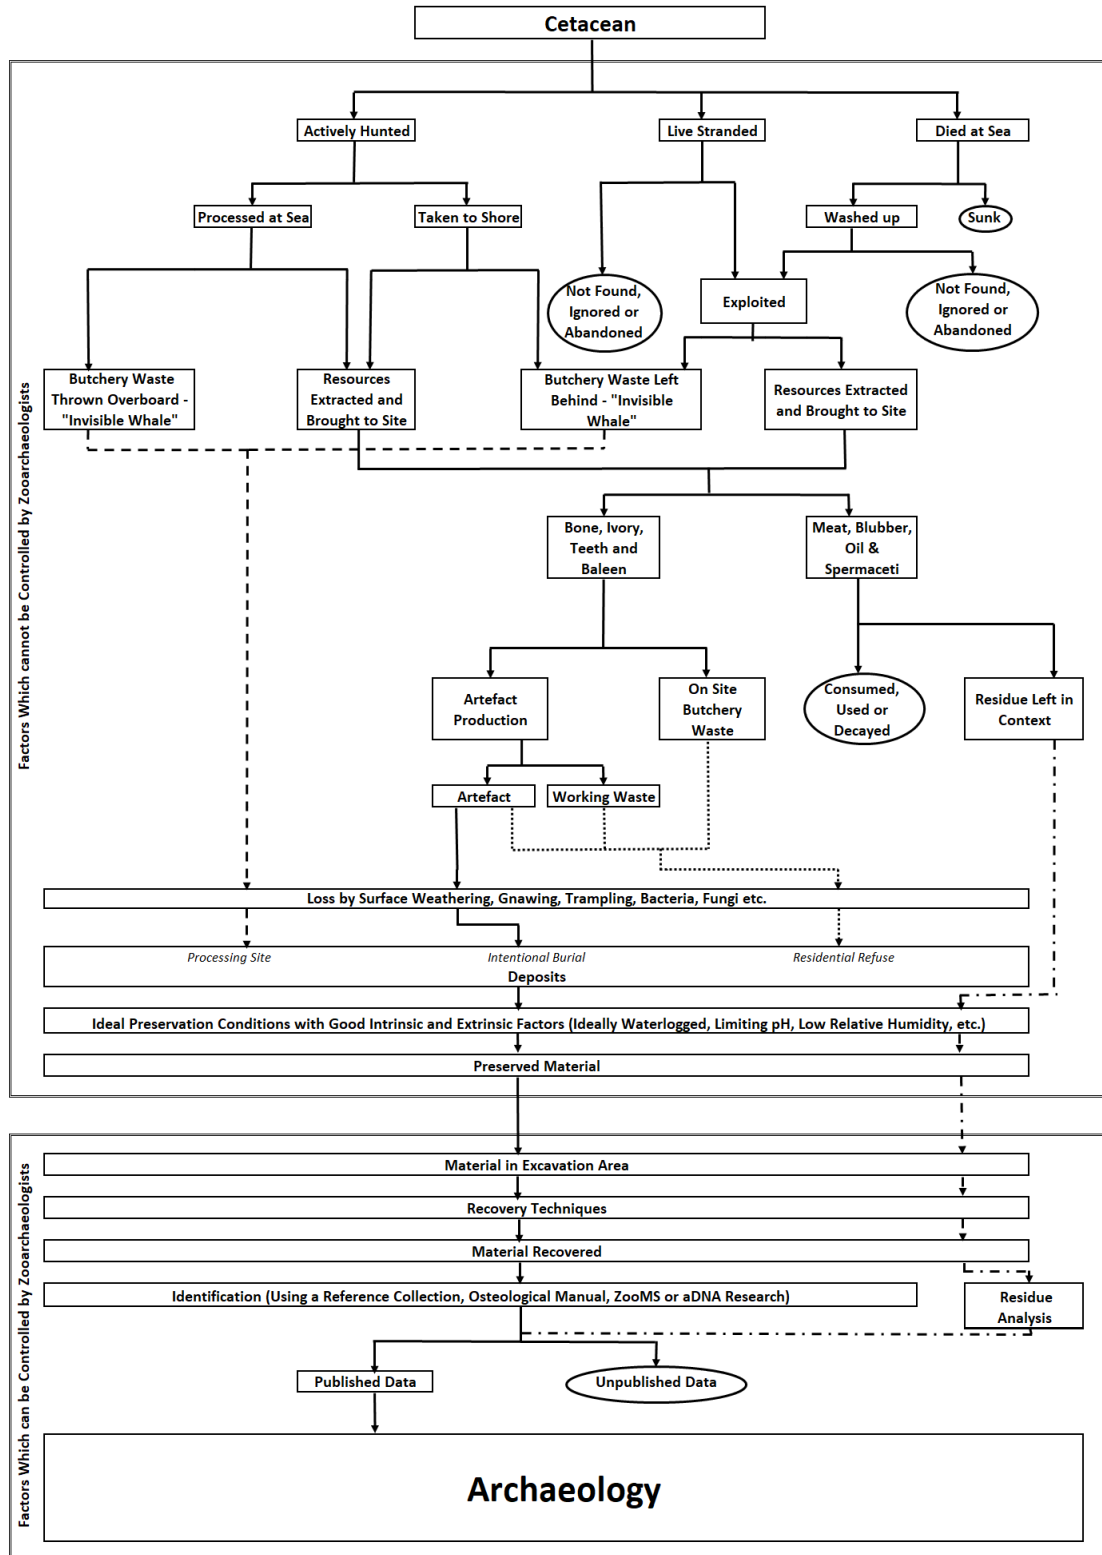 Cetacean
Actively Hunted
Live Stranded
Died at Sea
Processed at Sea
Taken to Shore
Washed up
Sunk
Not Found,
Ignored or
Abandoned
Exploited
Not Found,
Ignored or
Abandoned
Butchery Waste
Thrown Overboard -
"Invisible Whale"
Resources
Extracted and
Brought to Site
Butchery Waste Left
Behind - "Invisible
Whale"
Resources Extracted
and Brought to Site
Bone, Ivory,
Teeth and
Baleen
Meat, Blubber,
Oil &
Spermaceti
Artefact
Production
On Site
Butchery
Waste
Consumed,
Used or
Decayed
Residue Left in
Context
Artefact
Working Waste
Loss by Surface Weathering, Gnawing, Trampling, Bacteria, Fungi etc.
Processing Site
Intentional Burial
Residential Refuse
Deposits
Ideal Preservation Conditions with Good Intrinsic and Extrinsic Factors (Ideally Waterlogged, Limiting pH, Low Relative Humidity, etc.)
Preserved Material
Factors Which cannot be Controlled by Zooarchaeologists
Material in Excavation Area
Recovery Techniques
Material Recovered
Identification (Using a Reference Collection, Osteological Manual, ZooMS or aDNA Research)
Residue
Analysis
Published Data
Unpublished Data
Archaeology
Factors Which can be Controlled by Zooarchaeologists